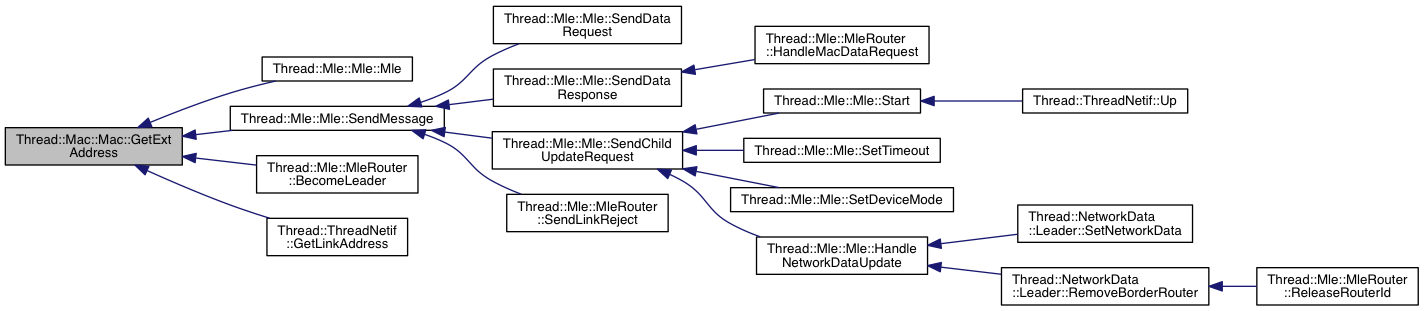 Thread::Mac::Mac::GetExt
Address
Thread::Mle::Mle::Mle
Thread::Mle::Mle::SendMessage
Thread::Mle::MleRouter
::BecomeLeader
Thread::ThreadNetif
::GetLinkAddress
Thread::Mle::Mle::SendData
Request
Thread::Mle::Mle::SendData
Response
Thread::Mle::Mle::SendChild
UpdateRequest
Thread::Mle::MleRouter
::SendLinkReject
Thread::Mle::MleRouter
::HandleMacDataRequest
Thread::Mle::Mle::Start
Thread::Mle::Mle::SetTimeout
Thread::Mle::Mle::SetDeviceMode
Thread::Mle::Mle::Handle
NetworkDataUpdate
Thread::ThreadNetif::Up
Thread::NetworkData
::Leader::SetNetworkData
Thread::NetworkData
::Leader::RemoveBorderRouter
Thread::Mle::MleRouter
::ReleaseRouterId